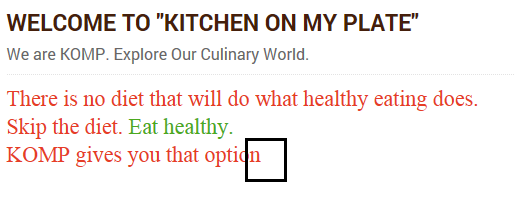 WELCOME TO "KITCHEN ON MY PLATE"
We are KOMP. Explore Our Culinary World.
There is no diet that will do what healthy eating does.
Skip the diet. Eat healthy.
KOMP gives you that option